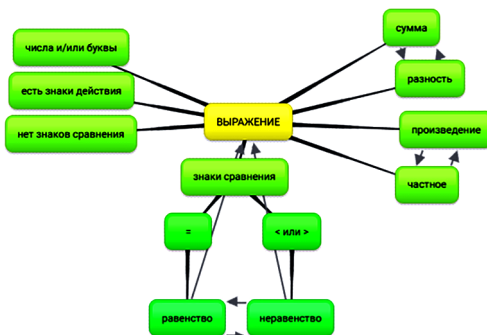 сумма
числа и/или буквы
разность
есть знаки действия
ВЫРАЖЕНИЕ
произведение
нет знаков сравнения
знаки сравнения
частное
=
< или >
равенство
неравенство